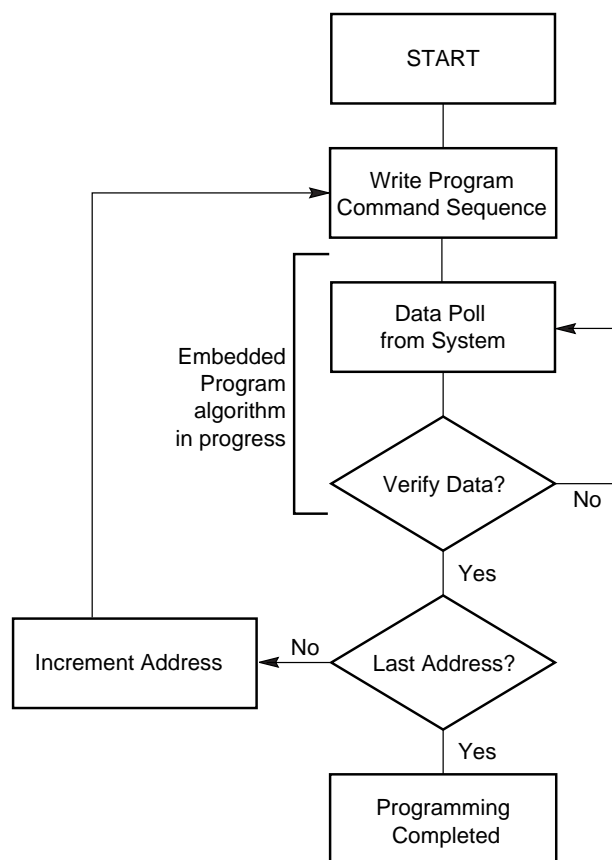 START
Write Program
Command Sequence
Data Poll
from System
Embedded
Program
algorithm
in progress
Verify Data?
No
Yes
Increment Address
No
Last Address?
Yes
Programming
Completed